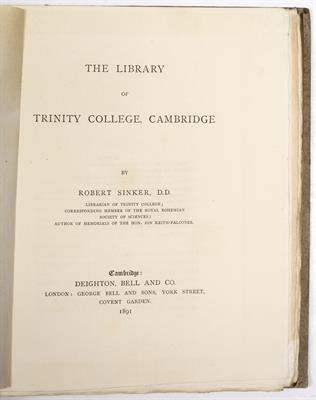 THE LIBRARY
OF
TRINITY COLLEGE, CAMBRIDGE
BY
ROBERT SINKER, D.D.
LIBRARIAN OF TRINITY COLLEGE;
CORRESPONDING MEMBER OF THE ROYAL BOHEMIAN
SOCIETY OF SCIENCES;
AUTHOR OF MEMORIALS OF THE HON. ION KEITH-FALCONER.
Cambridge:
DEIGHTON, BELL AND CO.
LONDON: GEORGE BELL AND SONS, YORK STREET,
COVENT GARDEN.
1891